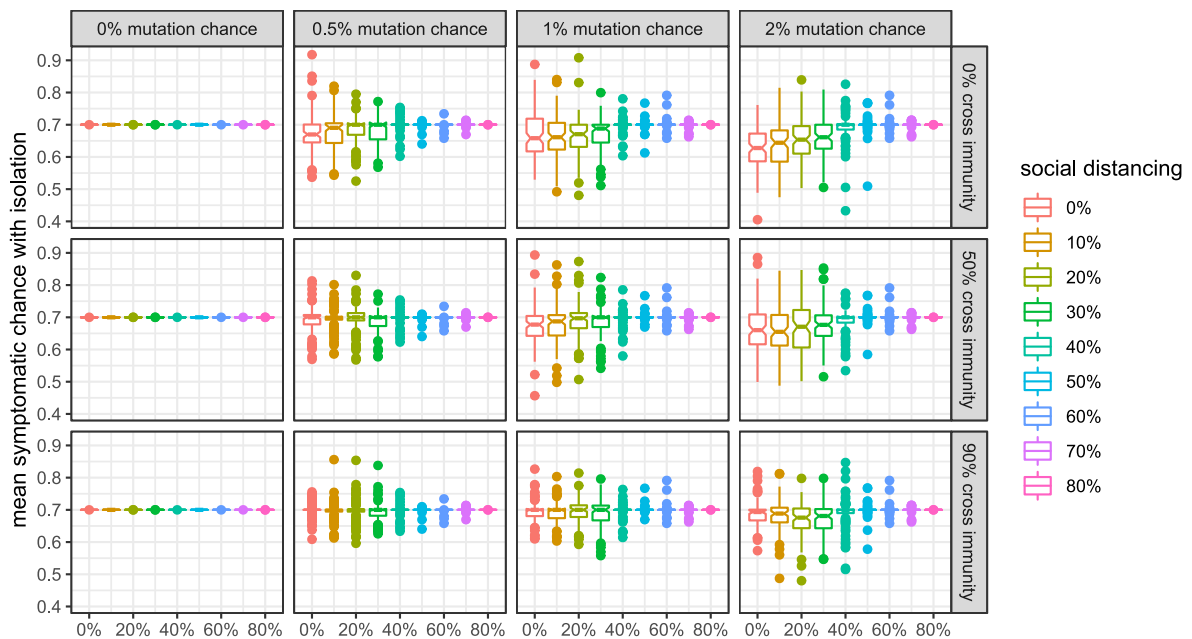 0% mutation chance
0.5% mutation chance
1% mutation chance
2% mutation chance
mean symptomatic chance with isolation
0.9
0.8
0.7
0.6
0.5
0.4
0% cross immunity
0.9
0.8
0.7
0.6
0.5
0.4
50% cross immunity
0.9
0.8
0.7
0.6
0.5
0.4
90% cross immunity
0% 20% 40% 60% 80%
0% 20% 40% 60% 80%
0% 20% 40% 60% 80%
0% 20% 40% 60% 80%
social distancing
0%
10%
20%
30%
40%
50%
60%
70%
80%